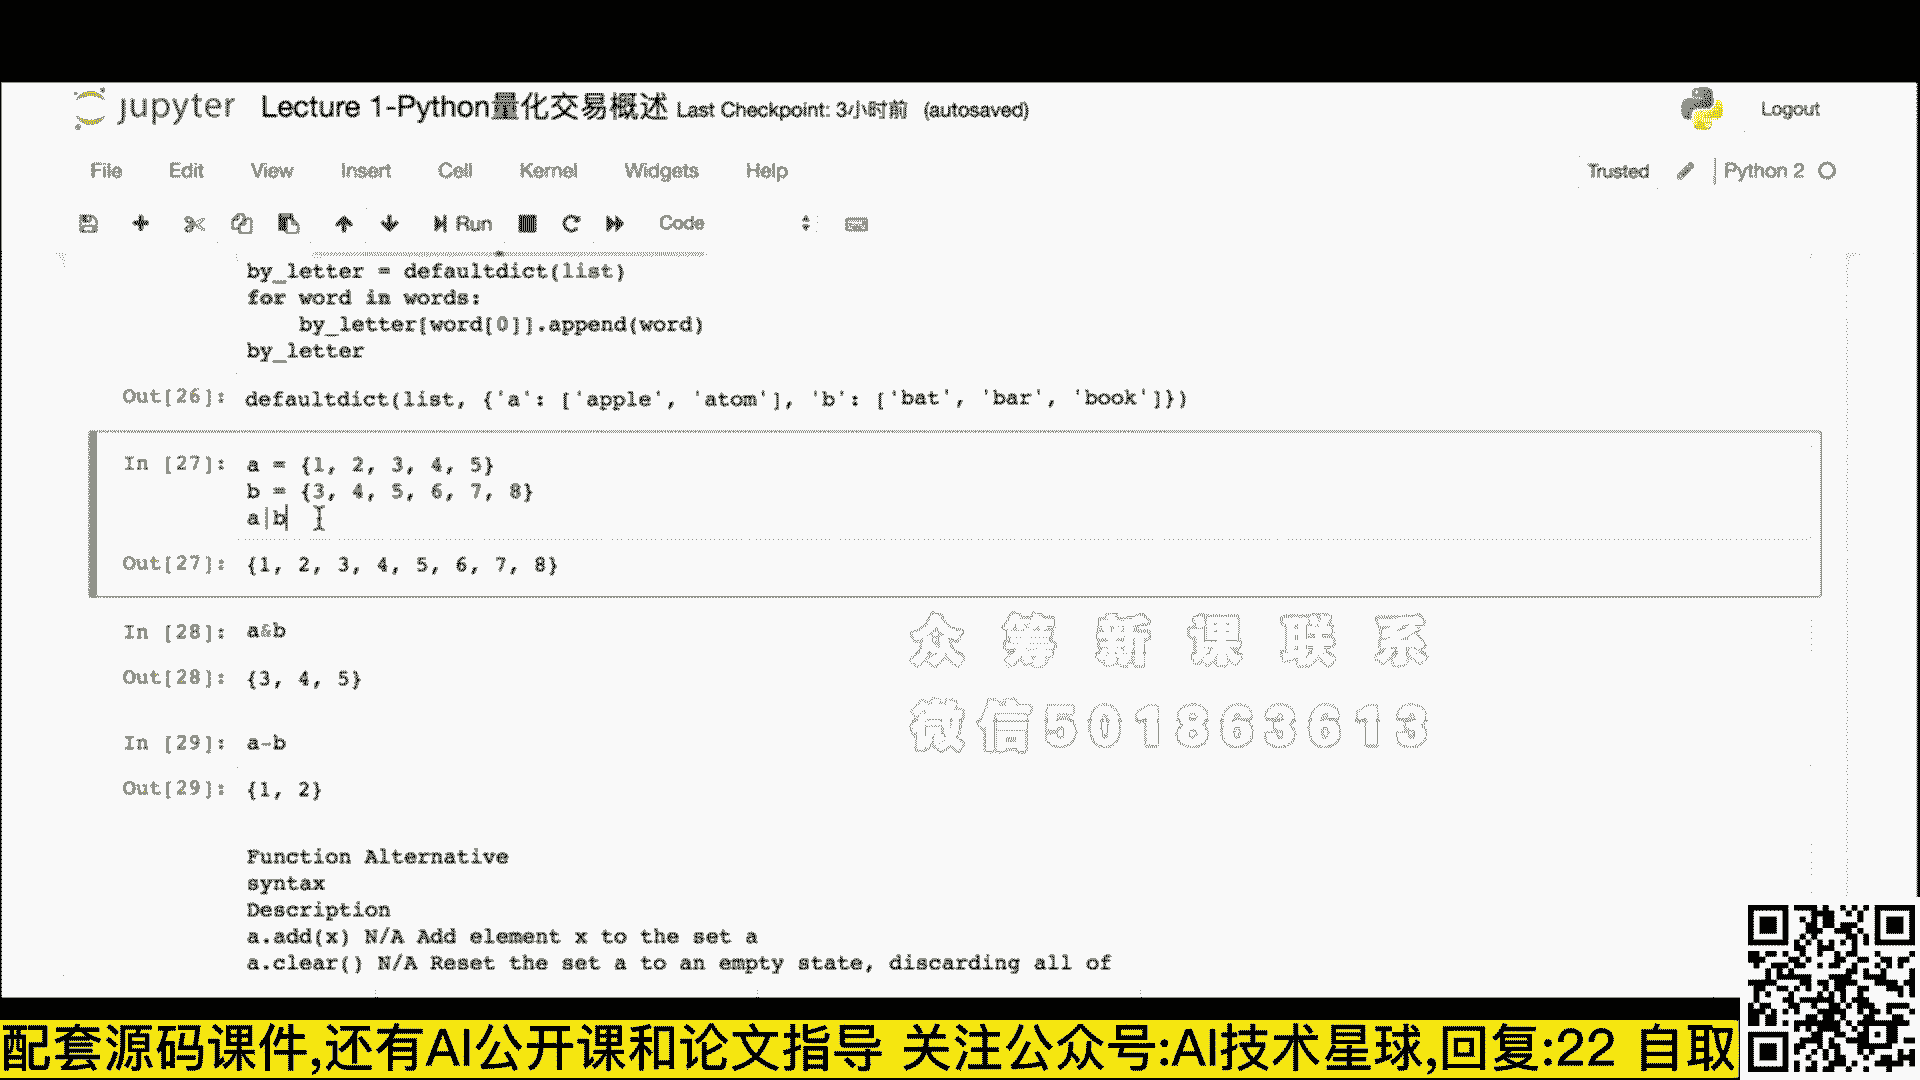 jupyter Lecture 1-Python量化交易概述 Last Checkpoint: 3小时前 (autosaved) Logout
File Edit View Insert Cell Kernel Widgets Help Trusted Python 2
Run Code
by_letter = defaultdict(list)
for word in words:
    by_letter[word[0]].append(word)
by_letter
Out[26]: defaultdict(list, {'a': ['apple', 'atom'], 'b': ['bat', 'bar', 'book']})
In [27]: a = {1, 2, 3, 4, 5}
b = {3, 4, 5, 6, 7, 8}
a|b
Out[27]: {1, 2, 3, 4, 5, 6, 7, 8}
In [28]: a&b
Out[28]: {3, 4, 5}
In [29]: a-b
Out[29]: {1, 2}
众筹新课联系
微信501863613
Function Alternative
syntax
Description
a.add(x) N/A Add element x to the set a
a.clear() N/A Reset the set a to an empty state, discarding all of
配套源码课件,还有AI公开课和论文指导 关注公众号:AI技术星球,回复:22 自取